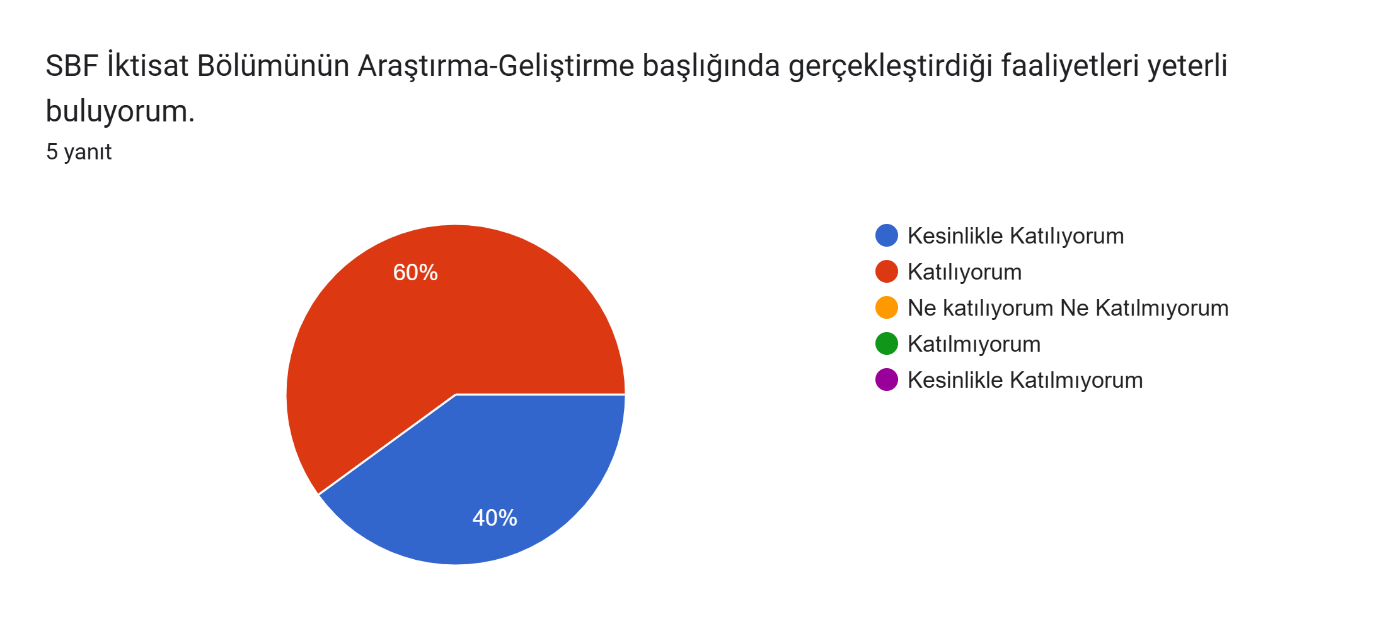 SBF İktisat Bölümünün Araştırma-Geliştirme başlığında gerçekleştirdiği faaliyetleri yeterli
buluyorum.
5 yanıt
60%
40%
Kesinlikle Katılıyorum
Katılıyorum
Ne katılıyorum Ne Katılmıyorum
Katılmıyorum
Kesinlikle Katılmıyorum